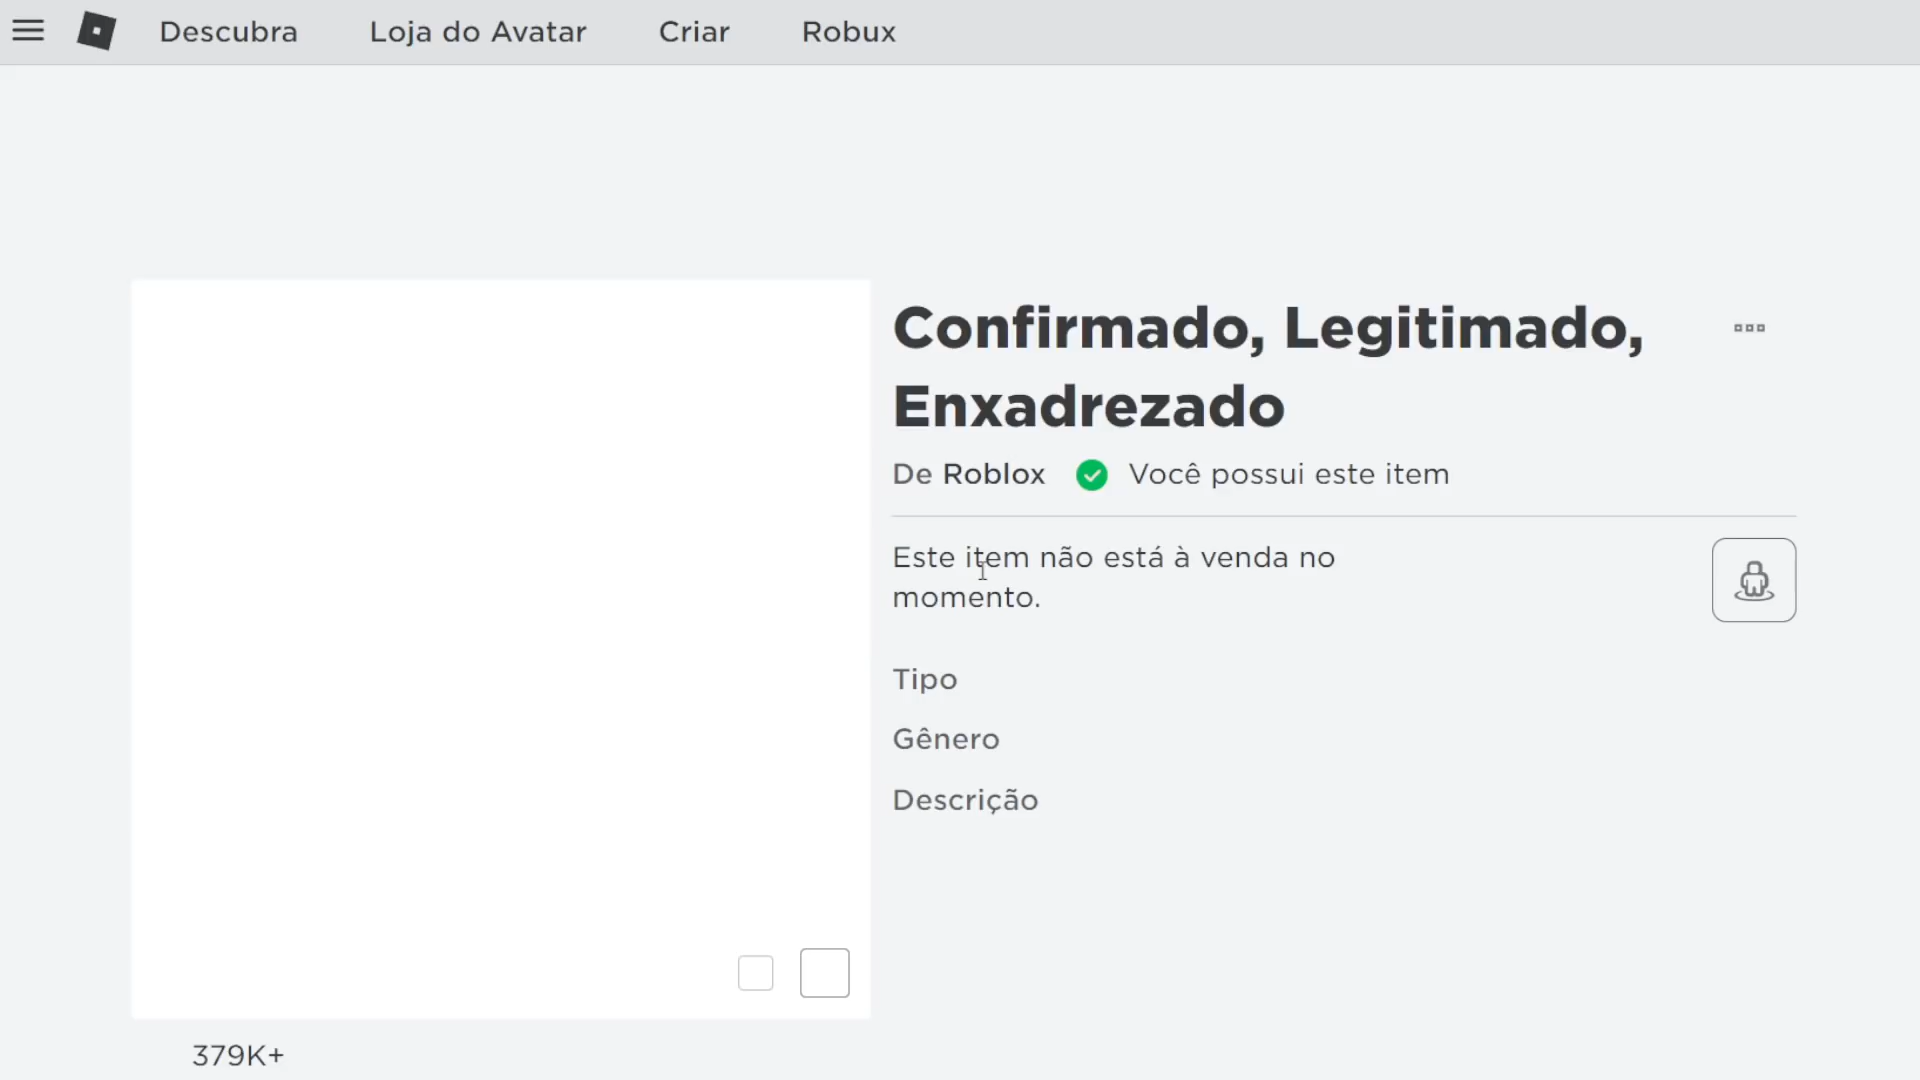 Descubra Loja do Avatar Criar Robux
Confirmado, Legitimado,
Enxadrezado
De Roblox Você possui este item
Este item não está à venda no
momento.
Tipo
Gênero
Descrição
379K+